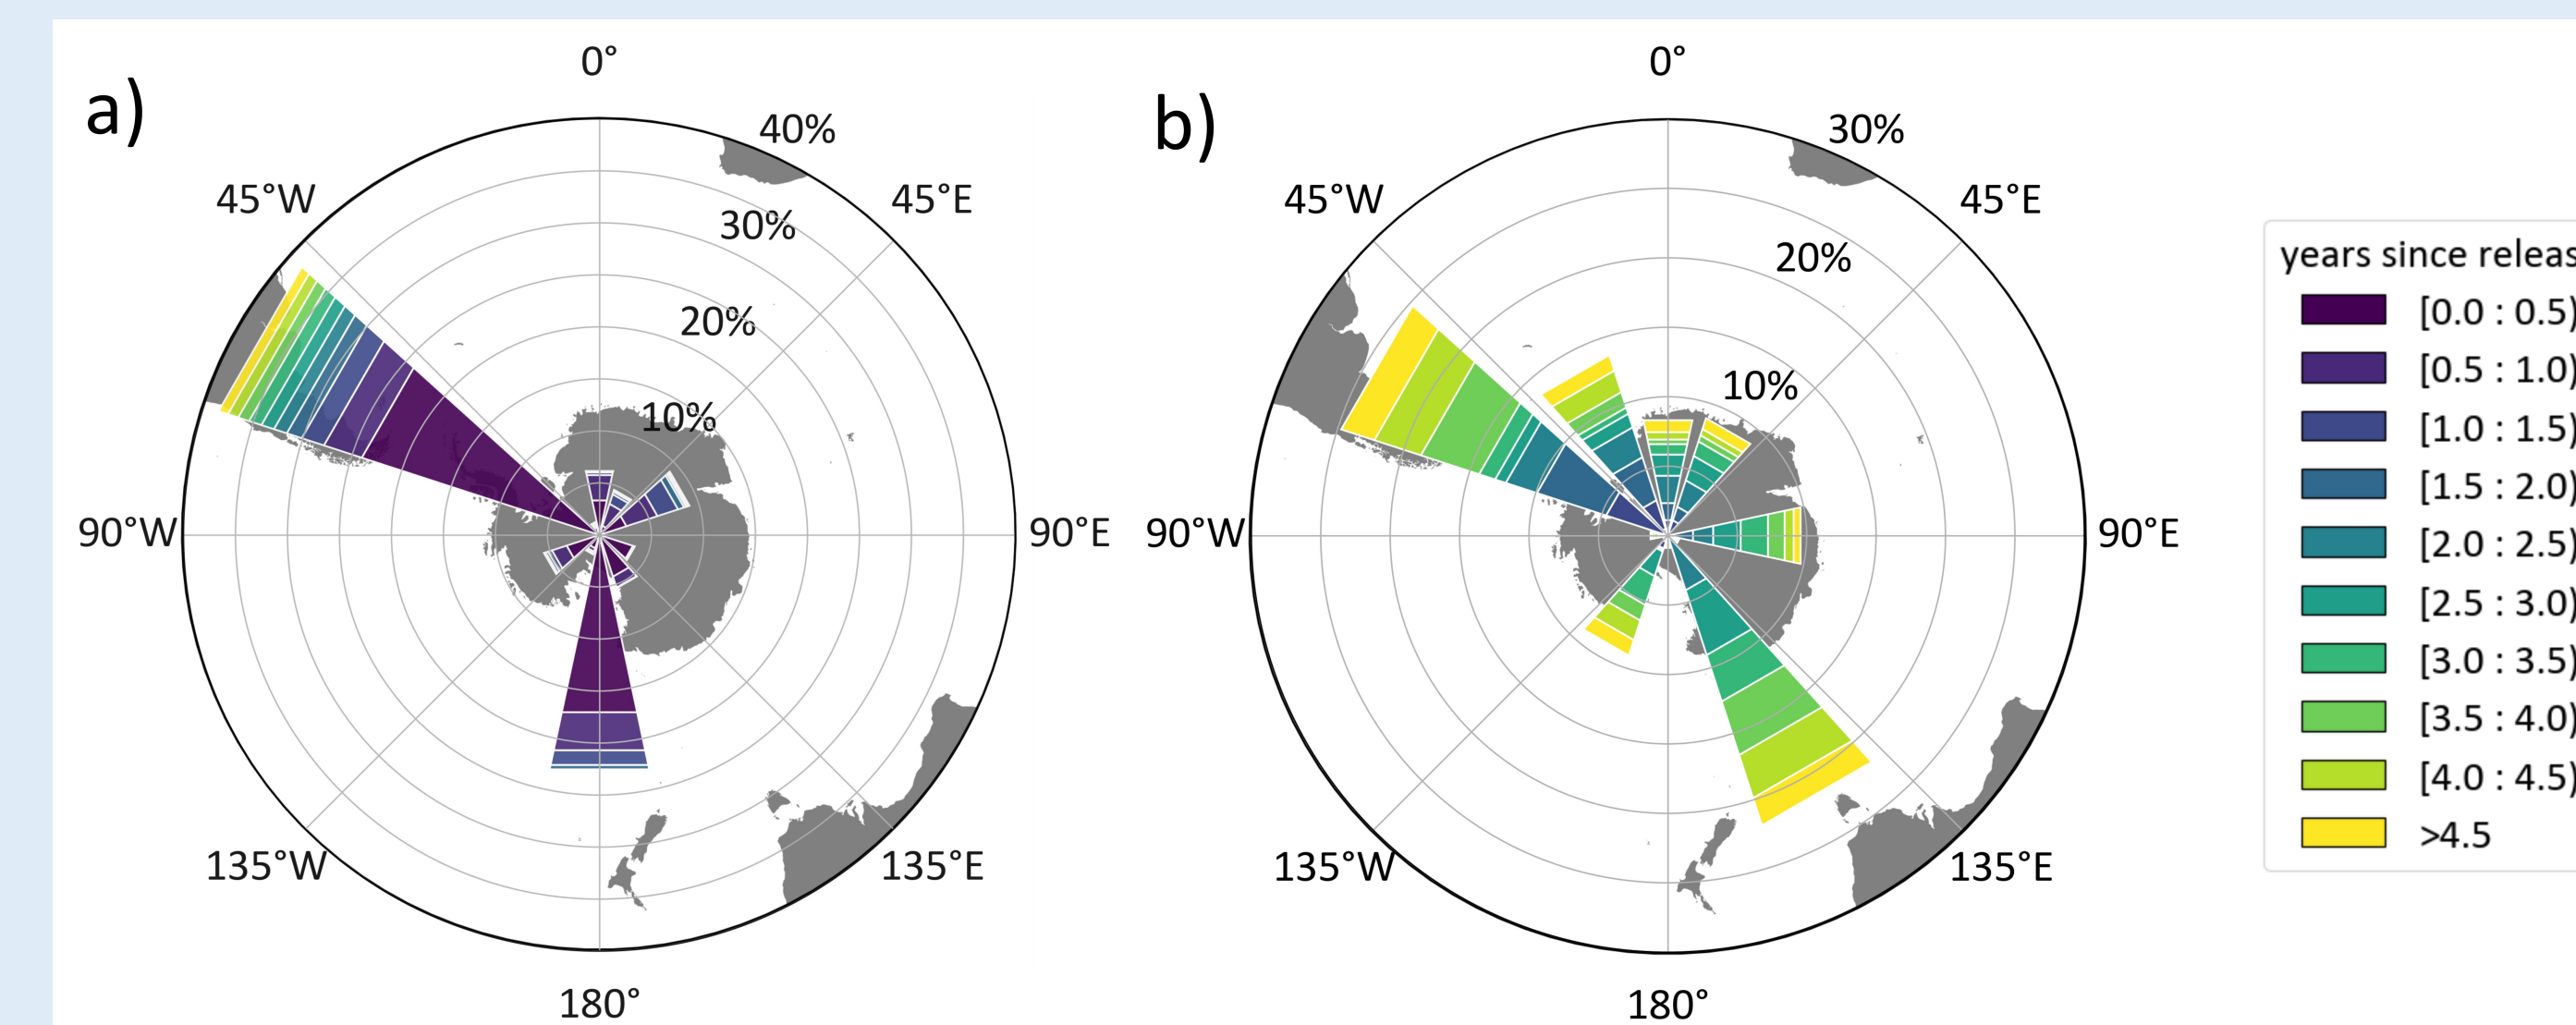 a)
0°
40%
45°W
45°E
30%
20%
10%
90°W
90°E
135°W
135°E
180°
b)
0°
30%
45°W
45°E
20%
10%
90°W
90°E
135°W
135°E
180°
years since releas
[0.0 : 0.5)
[0.5 : 1.0)
[1.0 : 1.5)
[1.5 : 2.0)
[2.0 : 2.5)
[2.5 : 3.0)
[3.0 : 3.5)
[3.5 : 4.0)
[4.0 : 4.5)
>4.5